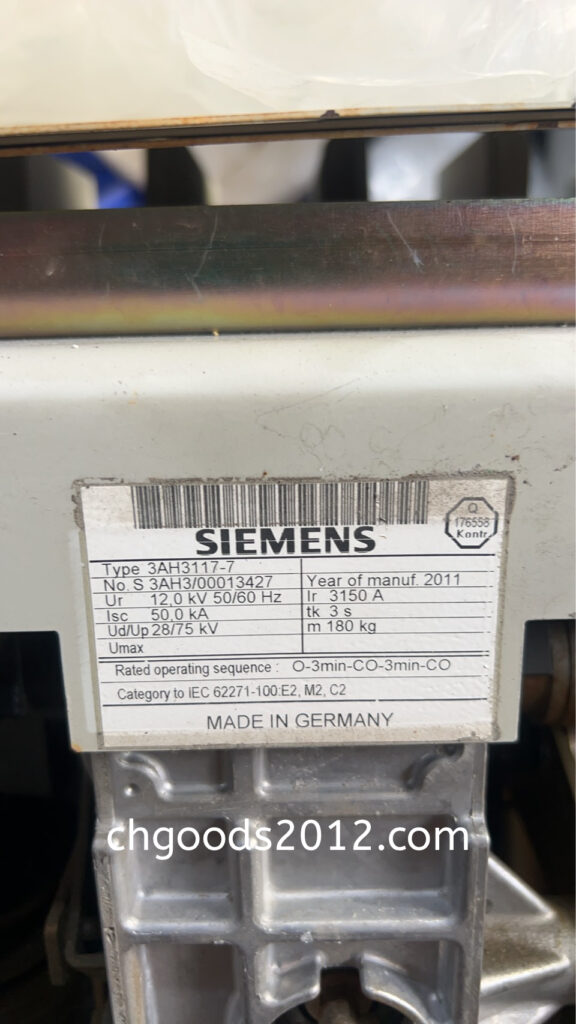 SIEMENS
Q
176558
Kontr.
Type 3AH3117-7
No. S 3AH3/00013427
Year of manuf. 2011
Ur 12,0 kV 50/60 Hz
Ir 3150 A
Isc 50,0 kA
tk 3 s
Ud/Up 28/75 kV
m 180 kg
Umax
Rated operating sequence : O-3min-CO-3min-CO
Category to IEC 62271-100:E2, M2, C2
MADE IN GERMANY
chgoods2012.com